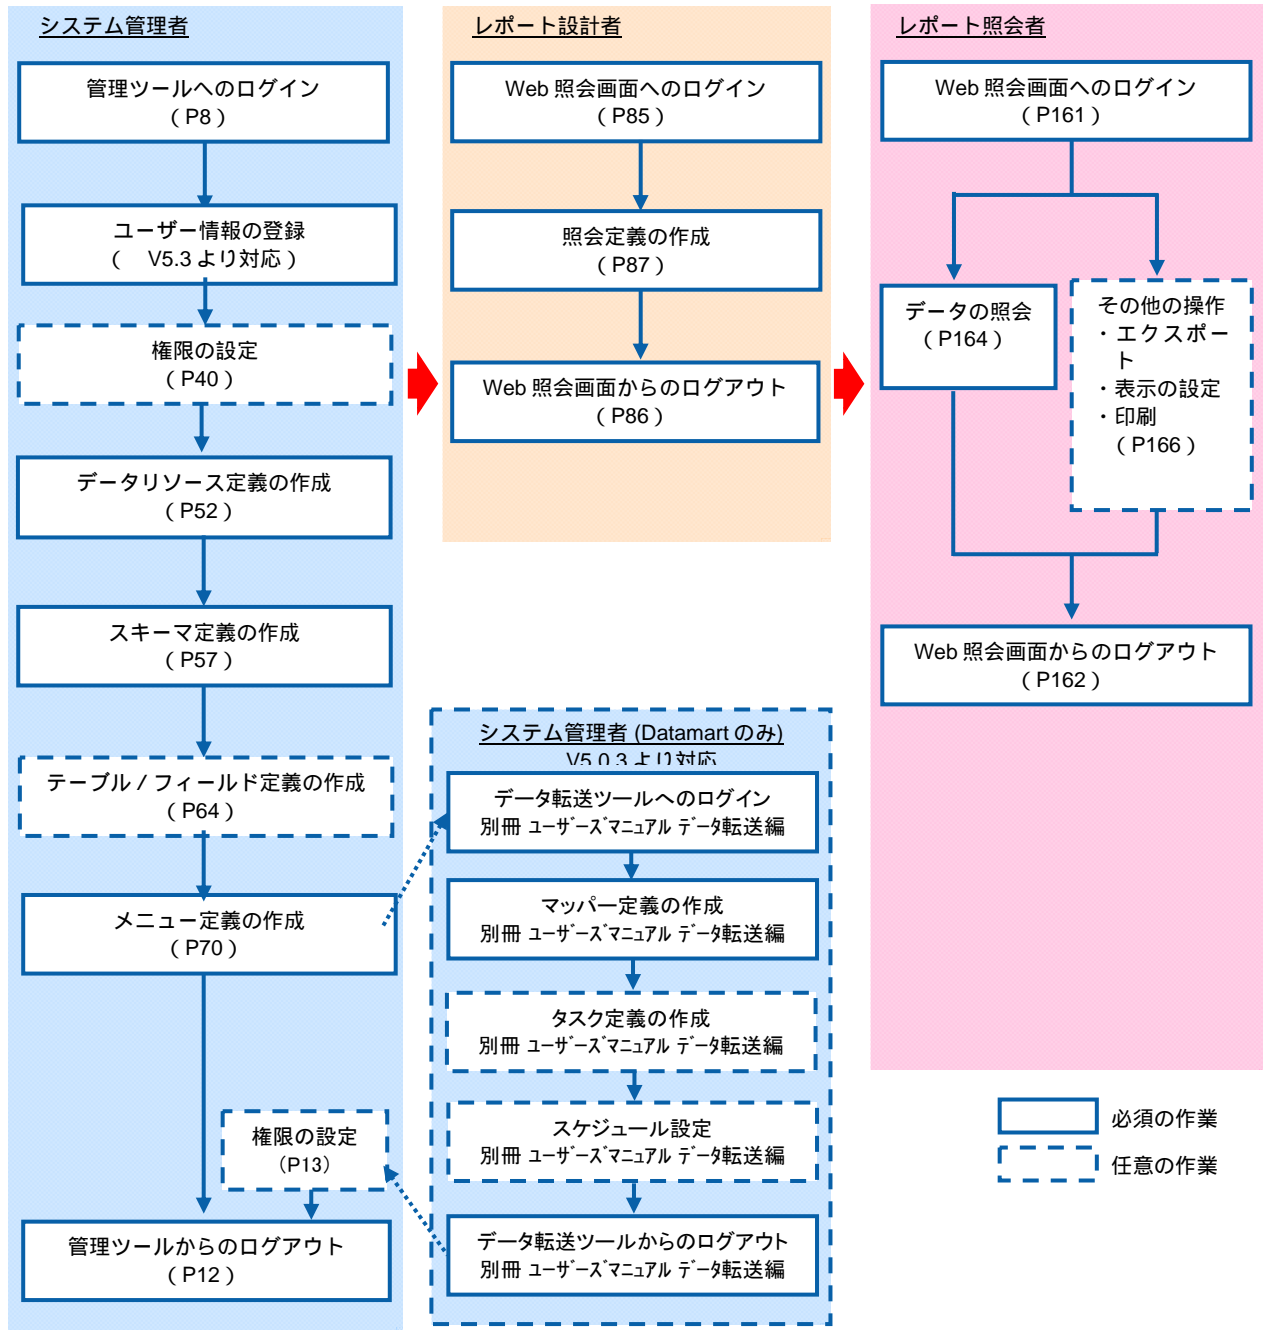 システム管理者
管理ツールへのログイン
（P8）
ユーザー情報の登録
（　V5.3より対応）
権限の設定
（P40）
データリソース定義の作成
（P52）
スキーマ定義の作成
（P57）
テーブル / フィールド定義の作成
（P64）
メニュー定義の作成
（P70）
権限の設定
（P13）
管理ツールからのログアウト
（P12）
レポート設計者
Web 照会画面へのログイン
（P85）
照会定義の作成
（P87）
Web 照会画面からのログアウト
（P86）
システム管理者 (Datamart のみ)
V5.0.3 より対応
データ転送ツールへのログイン
別冊 ユーザーズマニュアル データ転送編
マッパー定義の作成
別冊 ユーザーズマニュアル データ転送編
タスク定義の作成
別冊 ユーザーズマニュアル データ転送編
スケジュール設定
別冊 ユーザーズマニュアル データ転送編
データ転送ツールからのログアウト
別冊 ユーザーズマニュアル データ転送編
レポート照会者
Web 照会画面へのログイン
（P161）
データの照会
（P164）
その他の操作
・エクスポー
ト
・表示の設定
・印刷
（P166）
Web 照会画面からのログアウト
（P162）
必須の作業
任意の作業